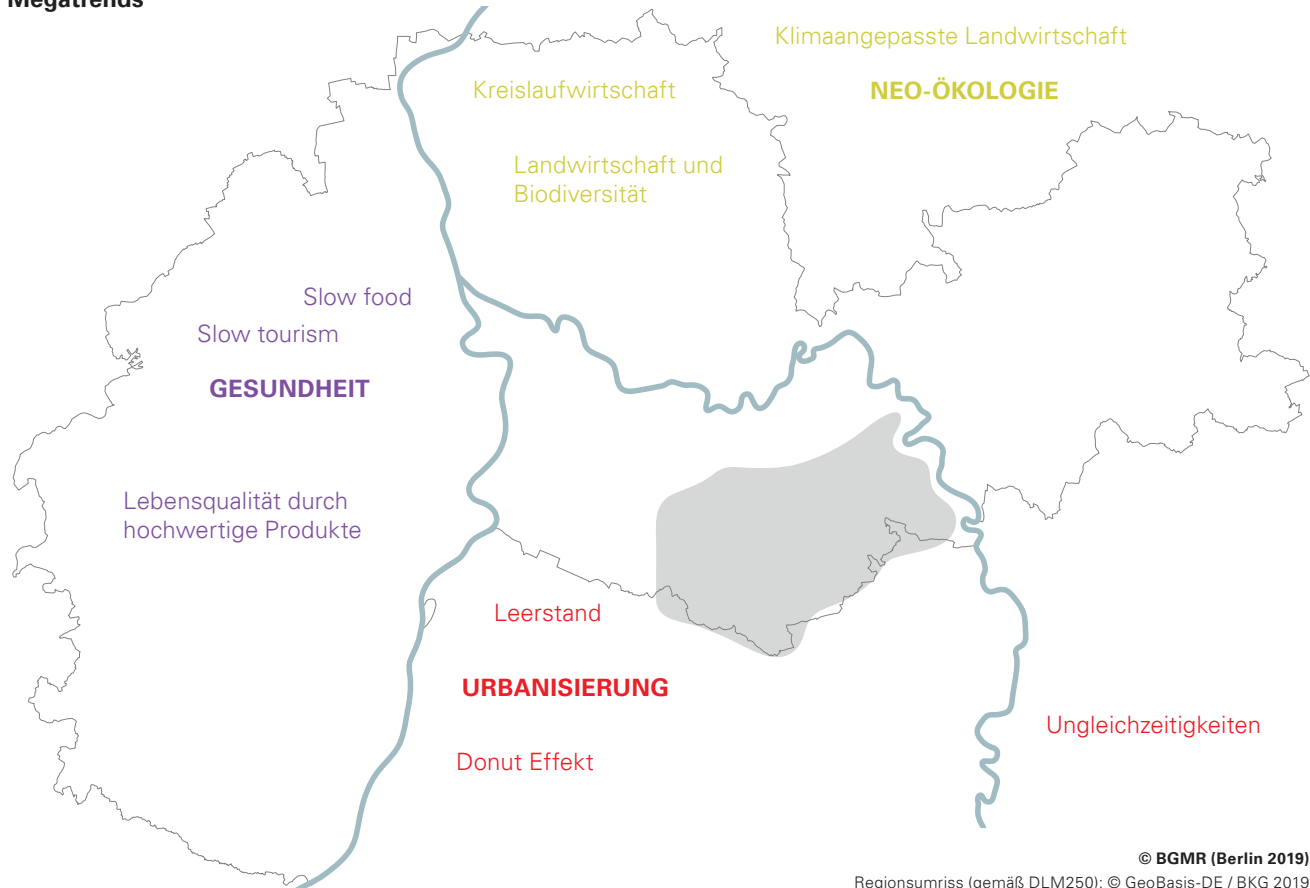 Megatrends
Klimaangepasste Landwirtschaft
NEO-ÖKOLOGIE
Kreislaufwirtschaft
Landwirtschaft und
Biodiversität
Slow food
Slow tourism
GESUNDHEIT
Lebensqualität durch
hochwertige Produkte
Leerstand
URBANISIERUNG
Donut Effekt
Ungleichzeitigkeiten
© BGMR (Berlin 2019)
Regionsumriss (gemäß DLM250): © GeoBasis-DE / BKG 2019